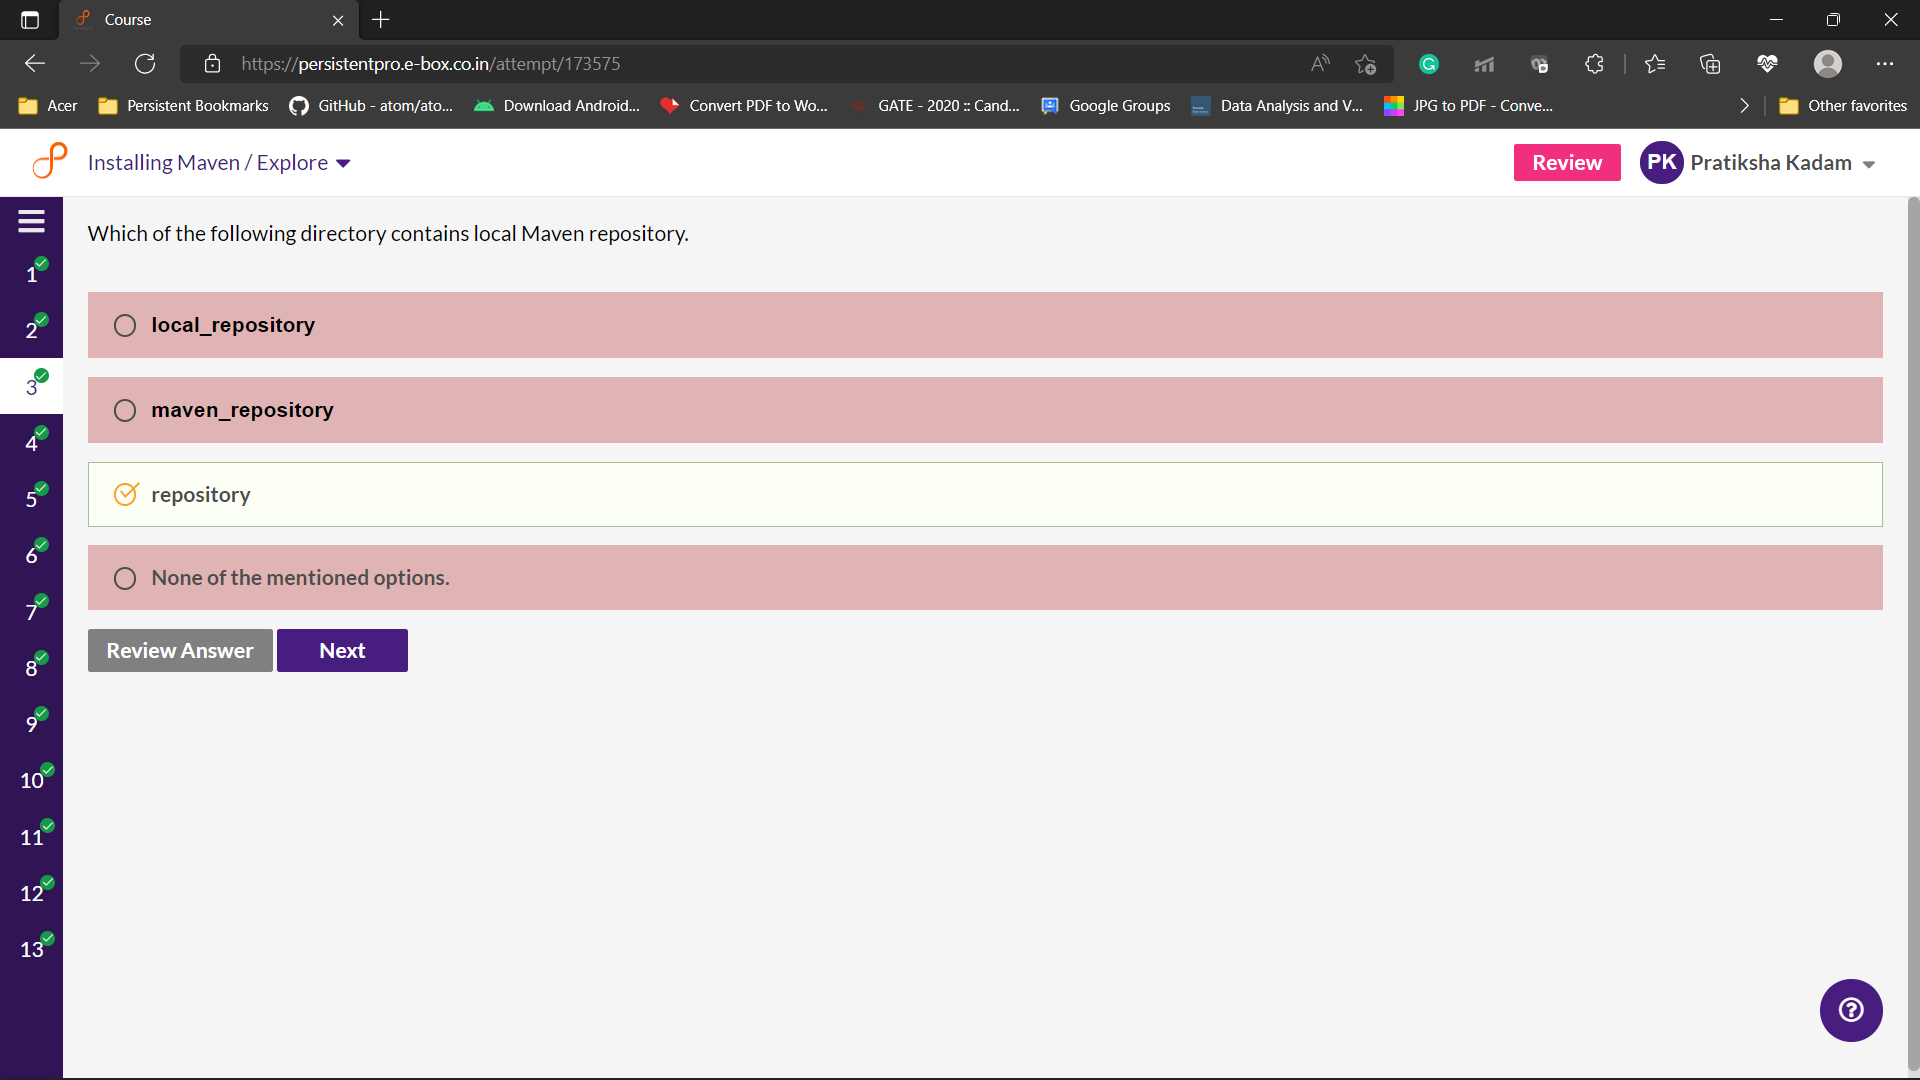 Course
https://persistentpro.e-box.co.in/attempt/173575
Acer
Persistent Bookmarks
GitHub - atom/ato...
Download Android...
Convert PDF to Wo...
GATE - 2020 :: Cand...
Google Groups
Data Analysis and V...
JPG to PDF - Conve...
Other favorites
Installing Maven / Explore
Review
PK
Pratiksha Kadam
Which of the following directory contains local Maven repository.
1
2
3
4
5
6
7
8
9
10
11
12
13
local_repository
maven_repository
repository
None of the mentioned options.
Review Answer
Next